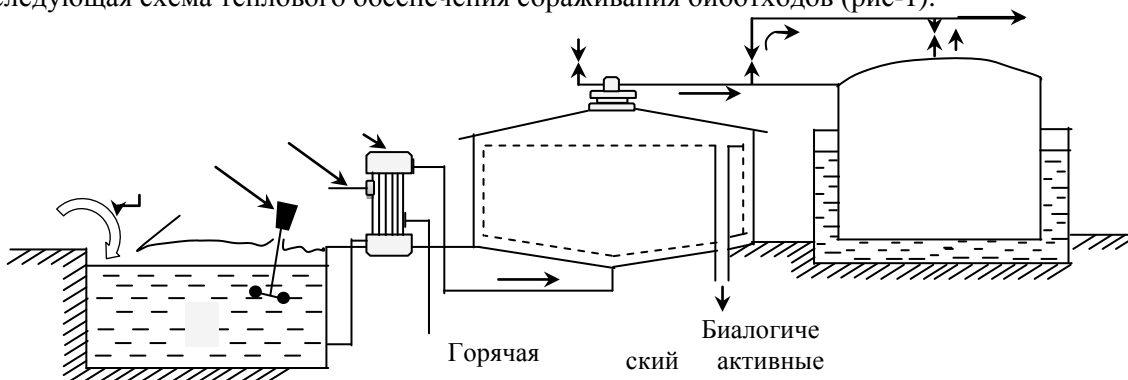 следующая схема теплового обеспечения сбраживания биоотходов (рис-1).
Биалогиче
Горячая
ский активные